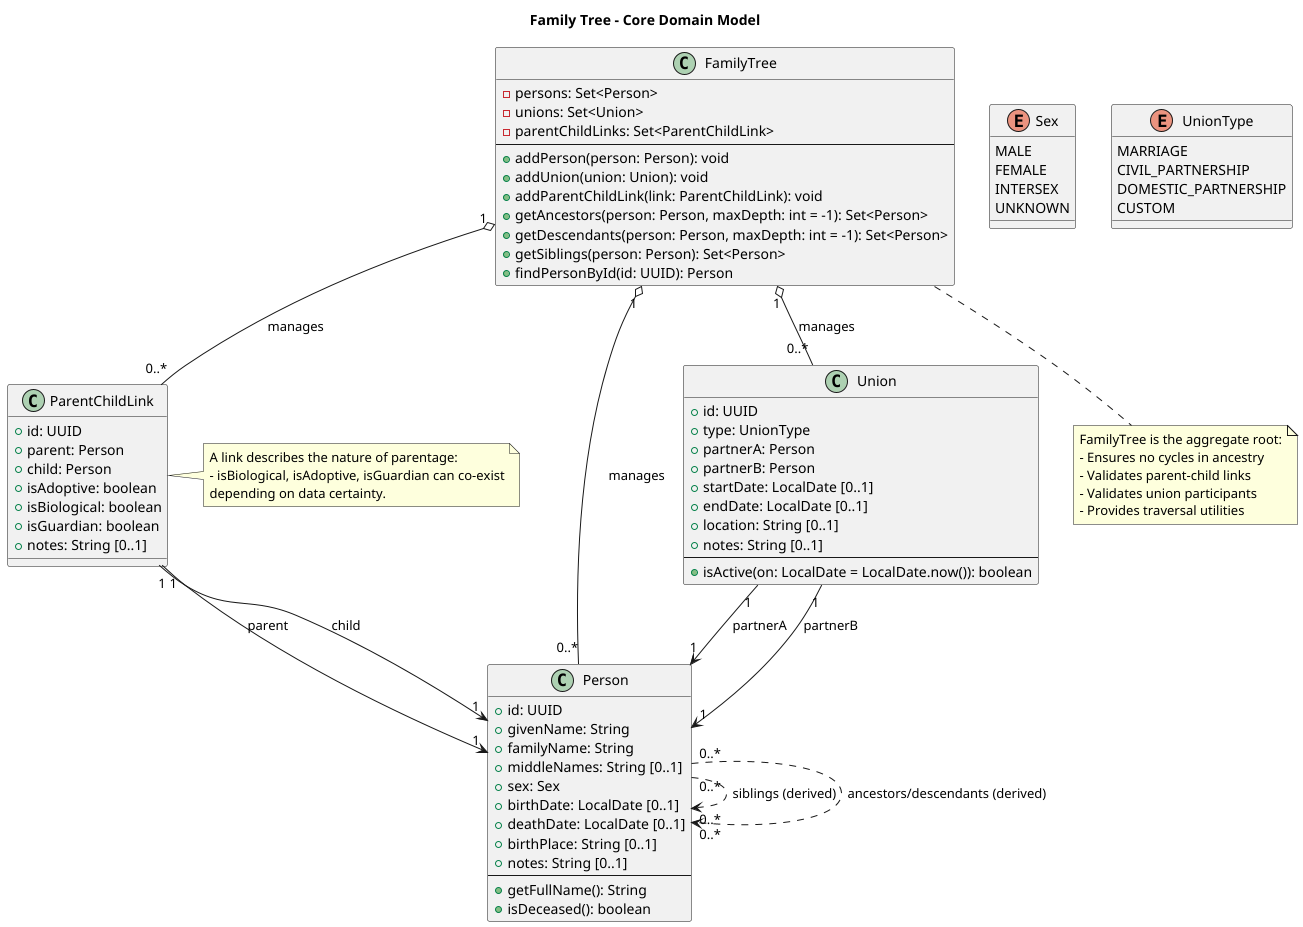 Family Tree - Core Domain Model
C FamilyTree
persons: Set<Person>
unions: Set<Union>
parentChildLinks: Set<ParentChildLink>
addPerson(person: Person): void
addUnion(union: Union): void
addParentChildLink(link: ParentChildLink): void
getAncestors(person: Person, maxDepth: int = -1): Set<Person>
getDescendants(person: Person, maxDepth: int = -1): Set<Person>
getSiblings(person: Person): Set<Person>
findPersonById(id: UUID): Person
E Sex
MALE
FEMALE
INTERSEX
UNKNOWN
E UnionType
MARRIAGE
CIVIL_PARTNERSHIP
DOMESTIC_PARTNERSHIP
CUSTOM
1
1
1
manages
manages
0..*
0..*
C ParentChildLink
id: UUID
parent: Person
child: Person
isAdoptive: boolean
isBiological: boolean
isGuardian: boolean
notes: String [0..1]
A link describes the nature of parentage:
- isBiological, isAdoptive, isGuardian can co-exist
depending on data certainty.
manages
C Union
id: UUID
type: UnionType
partnerA: Person
partnerB: Person
startDate: LocalDate [0..1]
endDate: LocalDate [0..1]
location: String [0..1]
notes: String [0..1]
isActive(on: LocalDate = LocalDate.now()): boolean
FamilyTree is the aggregate root:
- Ensures no cycles in ancestry
- Validates parent-child links
- Validates union participants
- Provides traversal utilities
1
1
1
1
parent
child
partnerA
partnerB
0..*
1
1
1
1
C Person
id: UUID
givenName: String
familyName: String
middleNames: String [0..1]
sex: Sex
birthDate: LocalDate [0..1]
deathDate: LocalDate [0..1]
birthPlace: String [0..1]
notes: String [0..1]
getFullName(): String
isDeceased(): boolean
0..*
0..*
siblings (derived)
ancestors/descendants (derived)
0..*
0..*